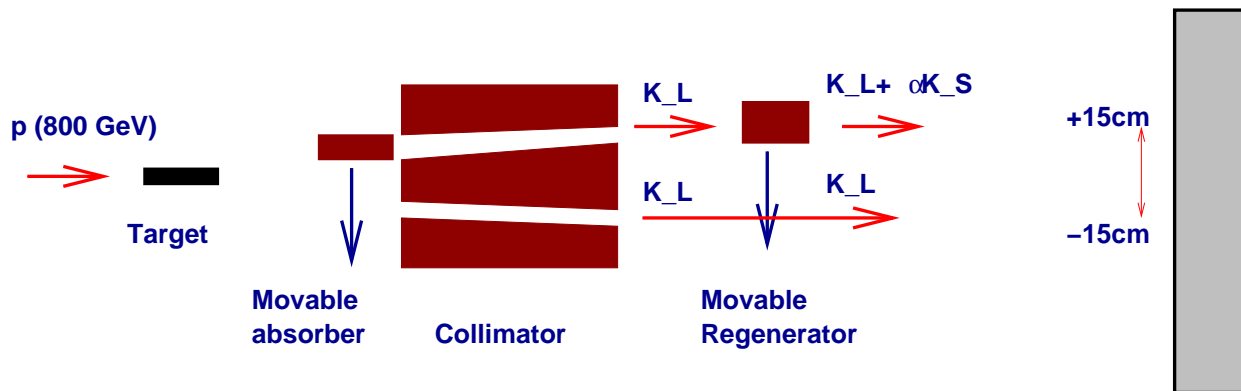 p (800 GeV)
Target
Movable
absorber
Collimator
K_L
K_L+ αK_S
K_L
K_L
Movable
Regenerator
+15cm
−15cm